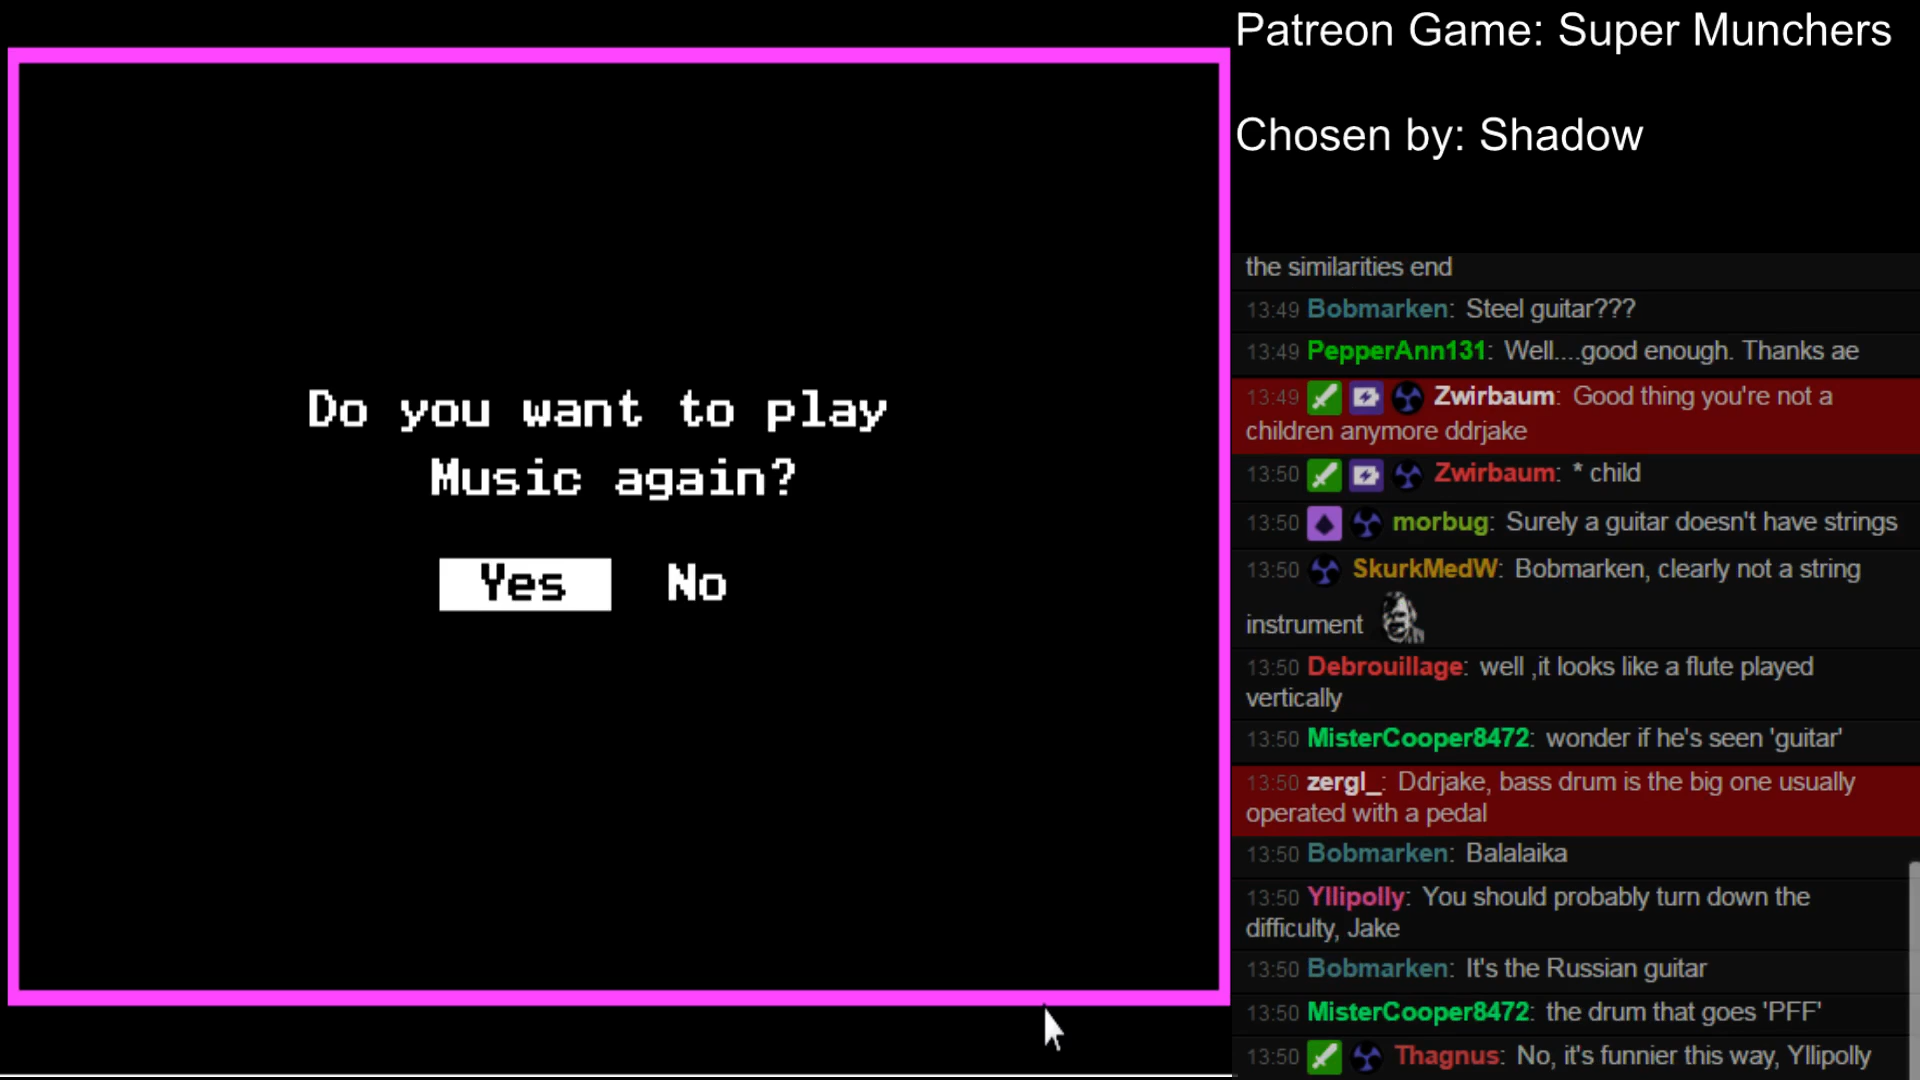 Patreon Game: Super Munchers
Chosen by: Shadow
Do you want to play
Music again?
Yes No
the similarities end
13:49 Bobmarken: Steel guitar???
13:49 PepperAnn131: Well....good enough. Thanks ae
13:49 Zwirbaum: Good thing you're not a
children anymore ddrjake
13:50 Zwirbaum: * child
13:50 morbug: Surely a guitar doesn't have strings
13:50 SkurkMedW: Bobmarken, clearly not a string
instrument
13:50 Debrouillage: well ,it looks like a flute played
vertically
13:50 MisterCooper8472: wonder if he's seen 'guitar'
13:50 zergl_: Ddrjake, bass drum is the big one usually
operated with a pedal
13:50 Bobmarken: Balalaika
13:50 Yllipolly: You should probably turn down the
difficulty, Jake
13:50 Bobmarken: It's the Russian guitar
13:50 MisterCooper8472: the drum that goes 'PFF'
13:50 Thagnus: No, it's funnier this way, Yllipolly